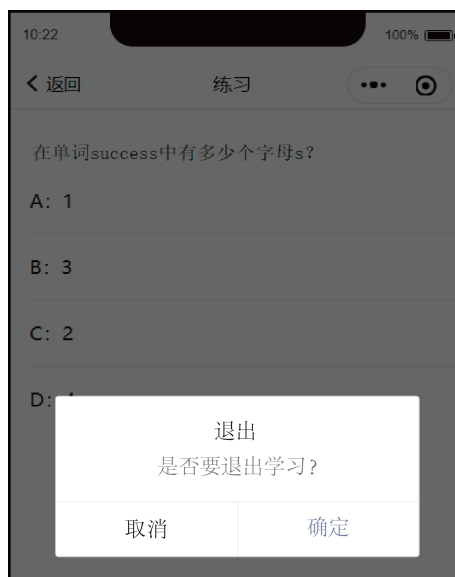 10:22
100%
返回
练习
在单词success中有多少个字母s?
A: 1
B: 3
C: 2
D:
退出
是否要退出学习?
取消
确定